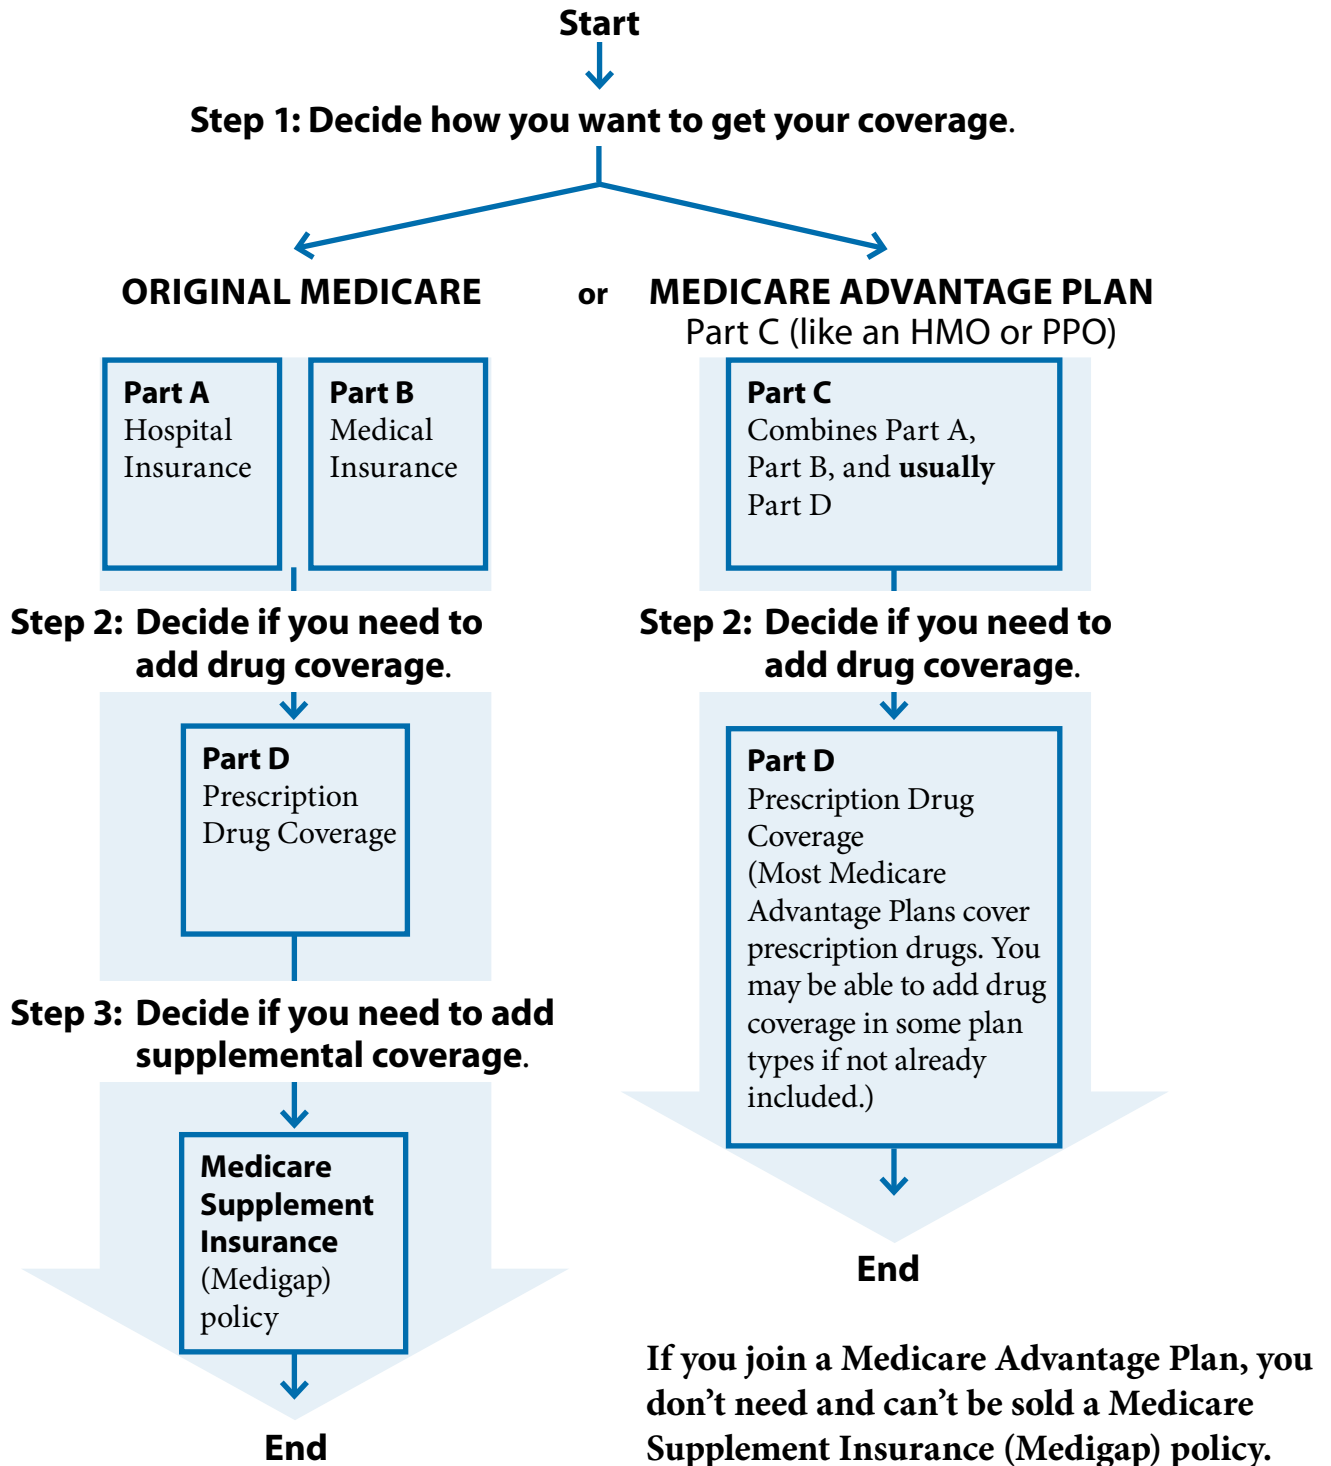 Start
Step 1: Decide how you want to get your coverage.
ORIGINAL MEDICARE
or
MEDICARE ADVANTAGE PLAN
Part C (like an HMO or PPO)
Part A
Hospital
Insurance
Part B
Medical
Insurance
Step 2: Decide if you need to
add drug coverage.
Part D
Prescription
Drug Coverage
Step 3: Decide if you need to add
supplemental coverage.
Medicare
Supplement
Insurance
(Medigap)
policy
End
Part C
Combines Part A,
Part B, and usually
Part D
Step 2: Decide if you need to
add drug coverage.
Part D
Prescription Drug
Coverage
(Most Medicare
Advantage Plans cover
prescription drugs. You
may be able to add drug
coverage in some plan
types if not already
included.)
End
If you join a Medicare Advantage Plan, you
don’t need and can’t be sold a Medicare
Supplement Insurance (Medigap) policy.